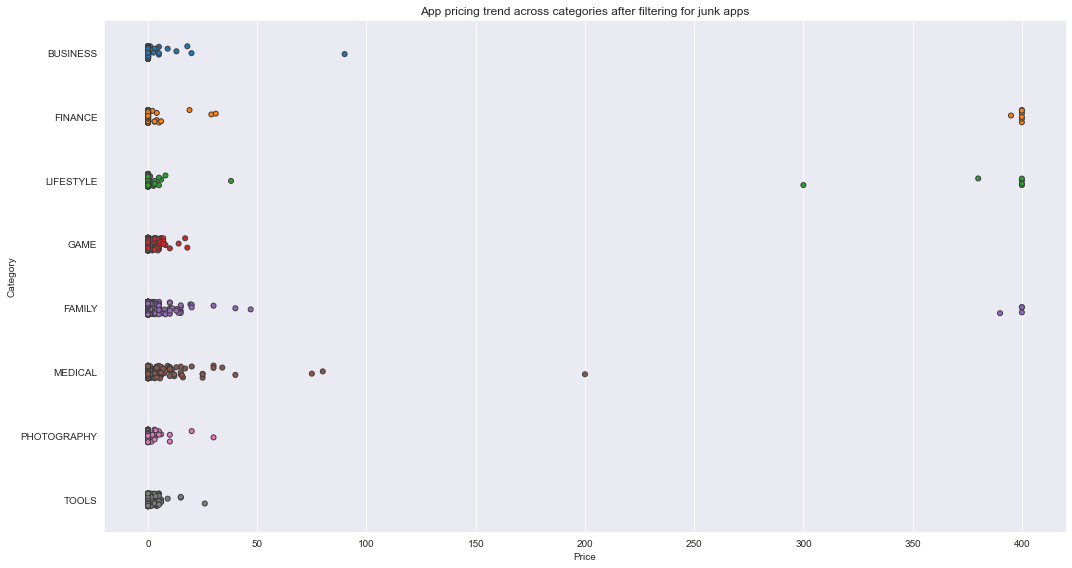 App pricing trend across categories after filtering for junk apps
Category
BUSINESS
FINANCE
LIFESTYLE
GAME
FAMILY
MEDICAL
PHOTOGRAPHY
TOOLS
0 50 100 150 200 250 300 350 400
Price